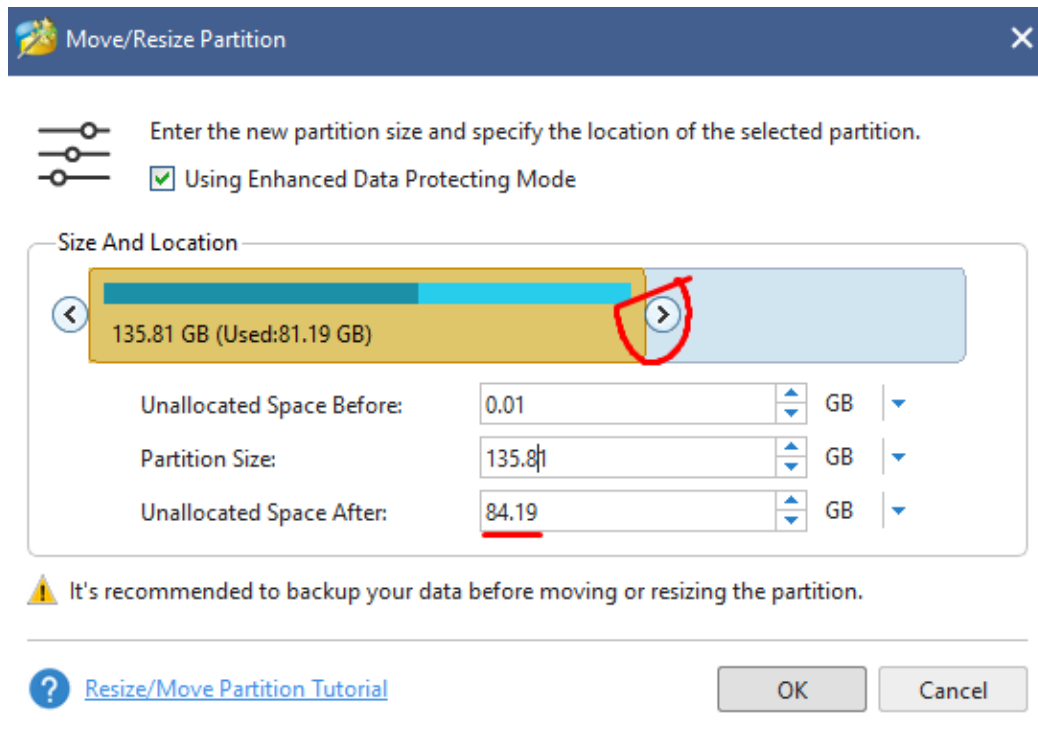 Move/Resize Partition
Enter the new partition size and specify the location of the selected partition.
Using Enhanced Data Protecting Mode
Size And Location
135.81 GB (Used:81.19 GB)
Unallocated Space Before: 0.01 GB
Partition Size: 135.81 GB
Unallocated Space After: 84.19 GB
It's recommended to backup your data before moving or resizing the partition.
Resize/Move Partition Tutorial OK Cancel